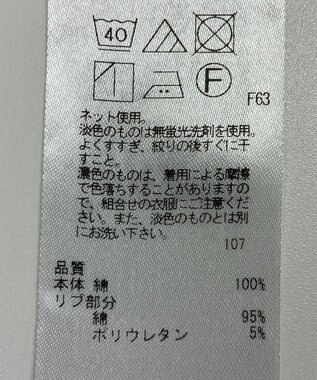 40
F
F63
ネット使用。
淡色のものは無蛍光洗剤を使用。
よくすすぎ、絞りの後すぐに干
すこと。
濃色のものは、着用による摩擦
で色落ちすることがありますの
で、組合せの衣服にご注意くだ
さい。また、淡色のものとは別
にお洗いください。
107
品質
本体 綿 100%
リブ部分
綿 95%
ポリウレタン 5%